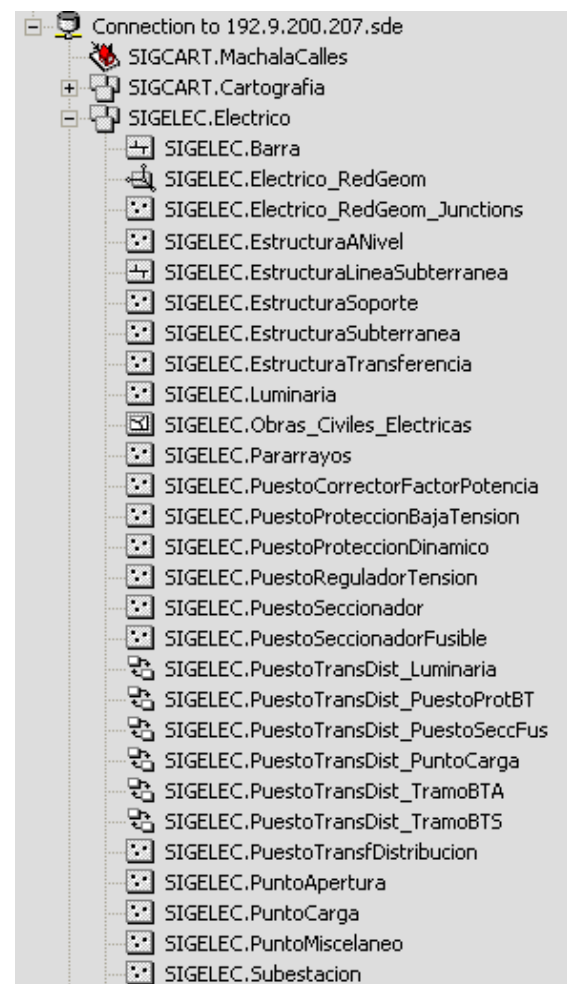 Connection to 192.9.200.207.sde
SIGCART.MachalaCalles
SIGCART.Cartografia
SIGELEC.Electrico
SIGELEC.Barra
SIGELEC.Electrico_RedGeom
SIGELEC.Electrico_RedGeom_Junctions
SIGELEC.EstructuraANivel
SIGELEC.EstructuraLineaSubterranea
SIGELEC.EstructuraSoporte
SIGELEC.EstructuraSubterranea
SIGELEC.EstructuraTransferencia
SIGELEC.Luminaria
SIGELEC.Obras_Civiles_Electricas
SIGELEC.Pararrayos
SIGELEC.PuestoCorrectorFactorPotencia
SIGELEC.PuestoProteccionBajaTension
SIGELEC.PuestoProteccionDinamico
SIGELEC.PuestoReguladorTension
SIGELEC.PuestoSeccionador
SIGELEC.PuestoSeccionadorFusible
SIGELEC.PuestoTransDist_Luminaria
SIGELEC.PuestoTransDist_PuestoProtBT
SIGELEC.PuestoTransDist_PuestoSeccFus
SIGELEC.PuestoTransDist_PuntoCarga
SIGELEC.PuestoTransDist_TramoBTA
SIGELEC.PuestoTransDist_TramoBTS
SIGELEC.PuestoTransfDistribucion
SIGELEC.PuntoApertura
SIGELEC.PuntoCarga
SIGELEC.PuntoMiscelaneo
SIGELEC.Subestacion